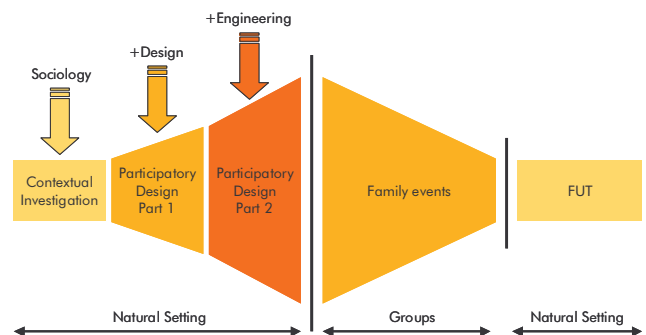 +Engineering
+Design
Sociology
Contextual
Investigation
Participatory
Design
Part 1
Participatory
Design
Part 2
Family events
FUT
Natural Setting
Groups
Natural Setting